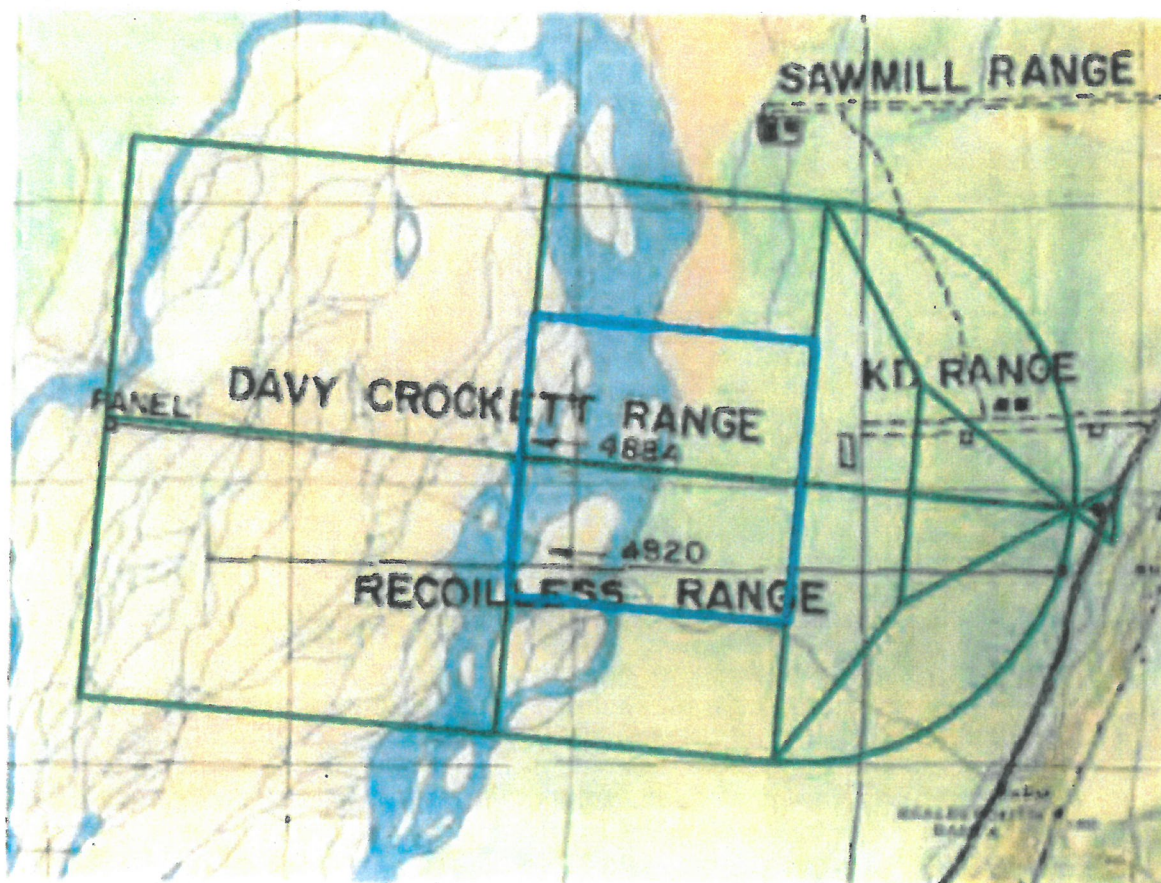 SAWMILL RANGE
KD RANGE
PANEL
DAVY CROCKETT RANGE
4884
4920
RECOILLESS RANGE